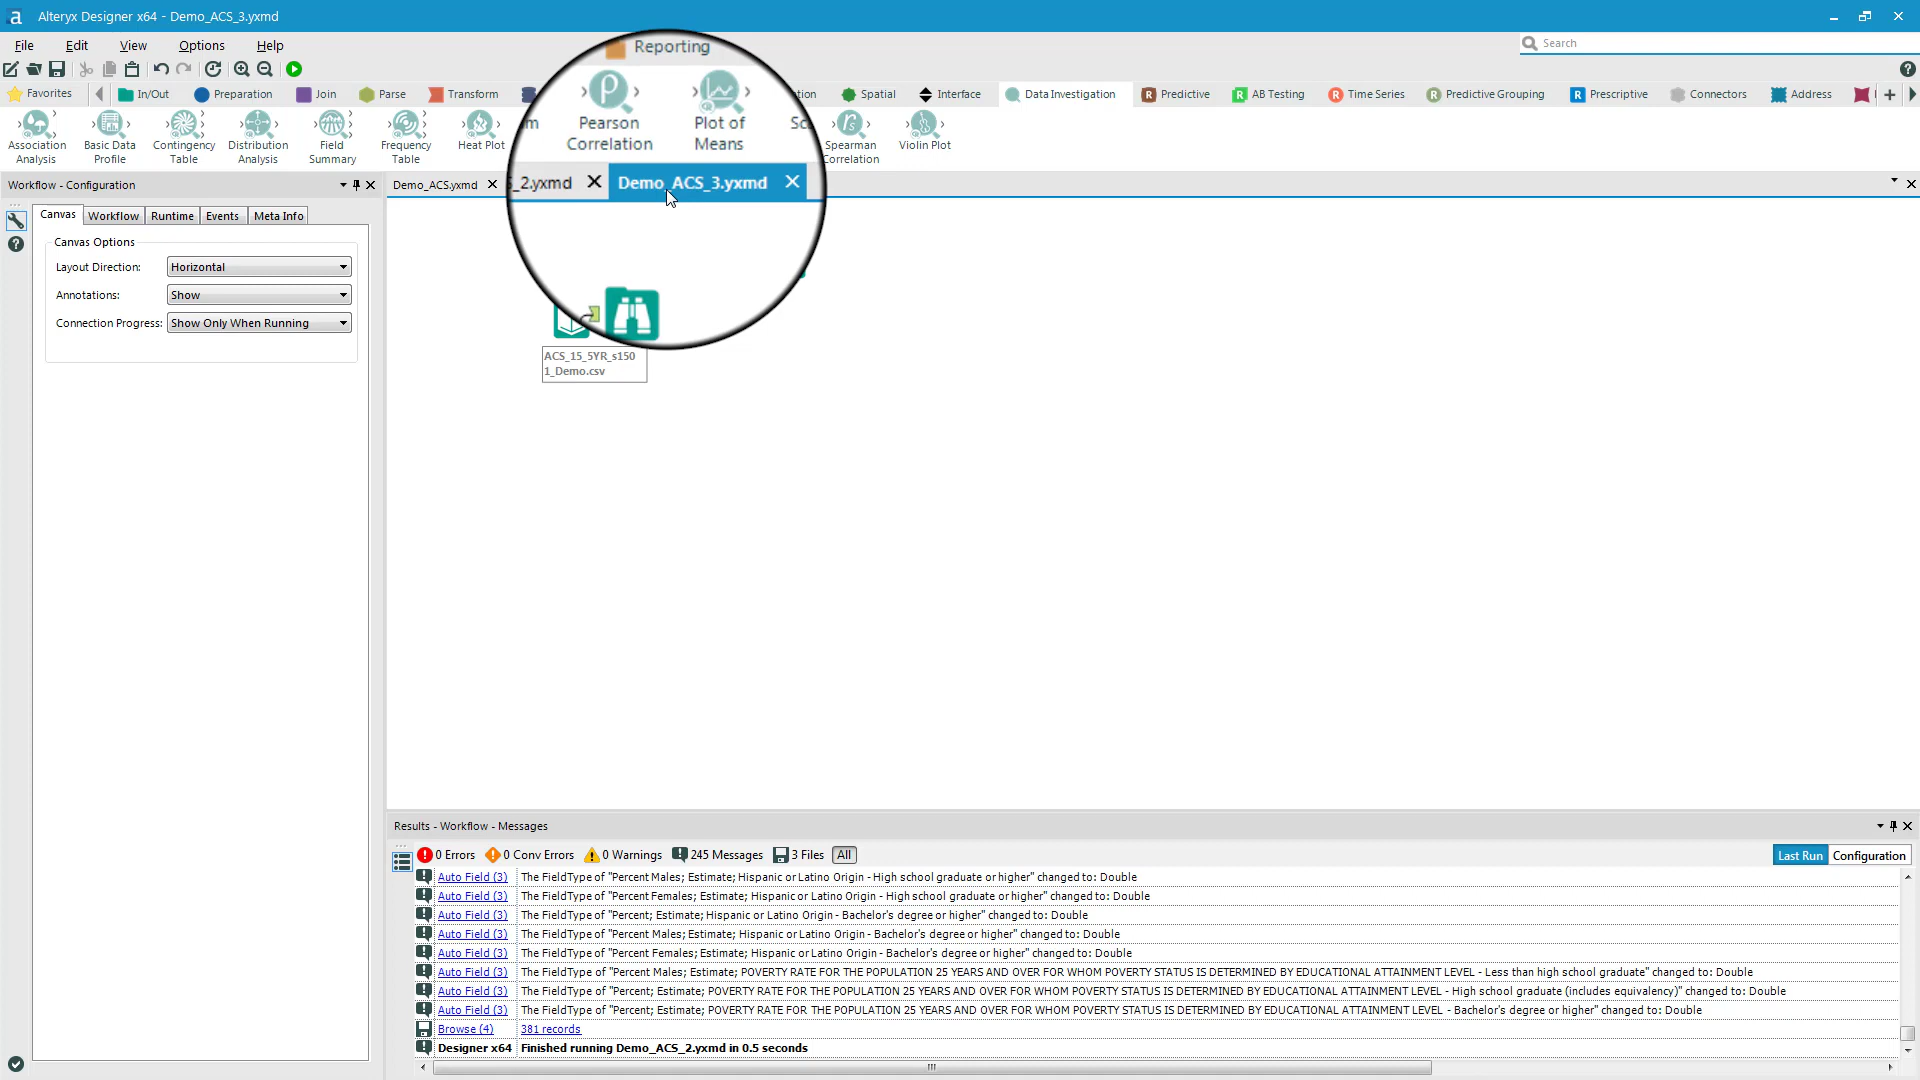 Alteryx Designer x64 - Demo_ACS_3.yxmd
File Edit View Options Help
Search
Reporting
Favorites In/Out Preparation Join Parse Transform Spatial Interface Data Investigation Predictive AB Testing Time Series Predictive Grouping Prescriptive Connectors Address
Association Analysis
Basic Data Profile
Contingency Table
Distribution Analysis
Field Summary
Frequency Table
Heat Plot
Pearson Correlation
Plot of Means
Spearman Correlation
Violin Plot
Workflow - Configuration
Demo_ACS.yxmd
_2.yxmd
Demo_ACS_3.yxmd
Canvas Workflow Runtime Events Meta Info
Canvas Options
Layout Direction: Horizontal
Annotations: Show
Connection Progress: Show Only When Running
ACS_15_5YR_s150
1_Demo.csv
Results - Workflow - Messages
0 Errors 0 Conv Errors 0 Warnings 245 Messages 3 Files All Last Run Configuration
Auto Field (3) The FieldType of "Percent Males; Estimate; Hispanic or Latino Origin - High school graduate or higher" changed to: Double
Auto Field (3) The FieldType of "Percent Females; Estimate; Hispanic or Latino Origin - High school graduate or higher" changed to: Double
Auto Field (3) The FieldType of "Percent; Estimate; Hispanic or Latino Origin - Bachelor's degree or higher" changed to: Double
Auto Field (3) The FieldType of "Percent Males; Estimate; Hispanic or Latino Origin - Bachelor's degree or higher" changed to: Double
Auto Field (3) The FieldType of "Percent Females; Estimate; Hispanic or Latino Origin - Bachelor's degree or higher" changed to: Double
Auto Field (3) The FieldType of "Percent Males; Estimate; POVERTY RATE FOR THE POPULATION 25 YEARS AND OVER FOR WHOM POVERTY STATUS IS DETERMINED BY EDUCATIONAL ATTAINMENT LEVEL - Less than high school graduate" changed to: Double
Auto Field (3) The FieldType of "Percent; Estimate; POVERTY RATE FOR THE POPULATION 25 YEARS AND OVER FOR WHOM POVERTY STATUS IS DETERMINED BY EDUCATIONAL ATTAINMENT LEVEL - High school graduate (includes equivalency)" changed to: Double
Auto Field (3) The FieldType of "Percent; Estimate; POVERTY RATE FOR THE POPULATION 25 YEARS AND OVER FOR WHOM POVERTY STATUS IS DETERMINED BY EDUCATIONAL ATTAINMENT LEVEL - Bachelor's degree or higher" changed to: Double
Browse (4) 381 records
Designer x64 Finished running Demo_ACS_2.yxmd in 0.5 seconds